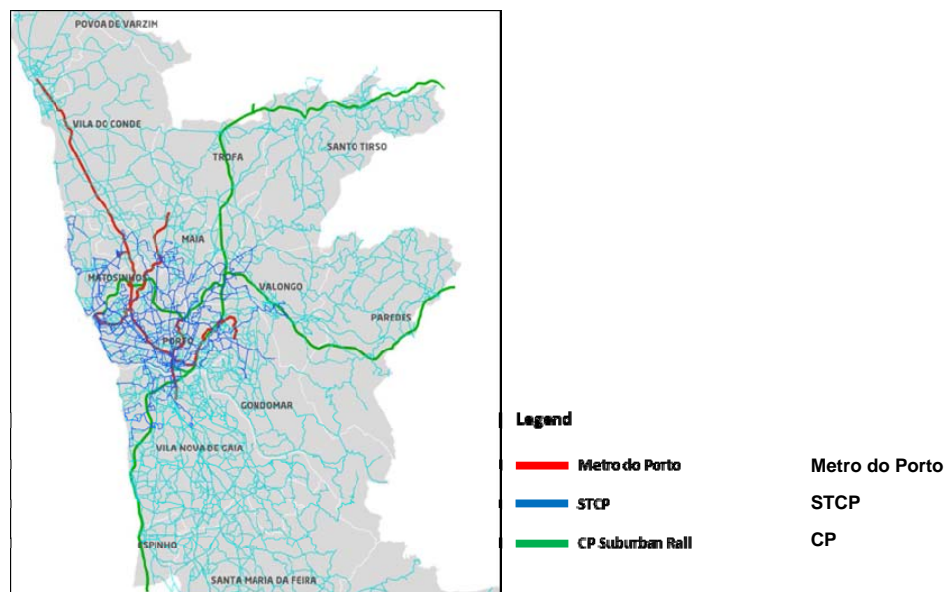 POVOA DE VARZIM
VILA DO CONDE
SANTO TIRSO
TROFA
MAIA
MATOSINHOS
VALONGO
PAREDES
PORTO
GONDOMAR
VILA NOVA DE GAIA
ESPINHO
SANTA MARIA DA FEIRA
Legend
Metro do Porto Metro do Porto
STCP STCP
CP Suburban Rail CP